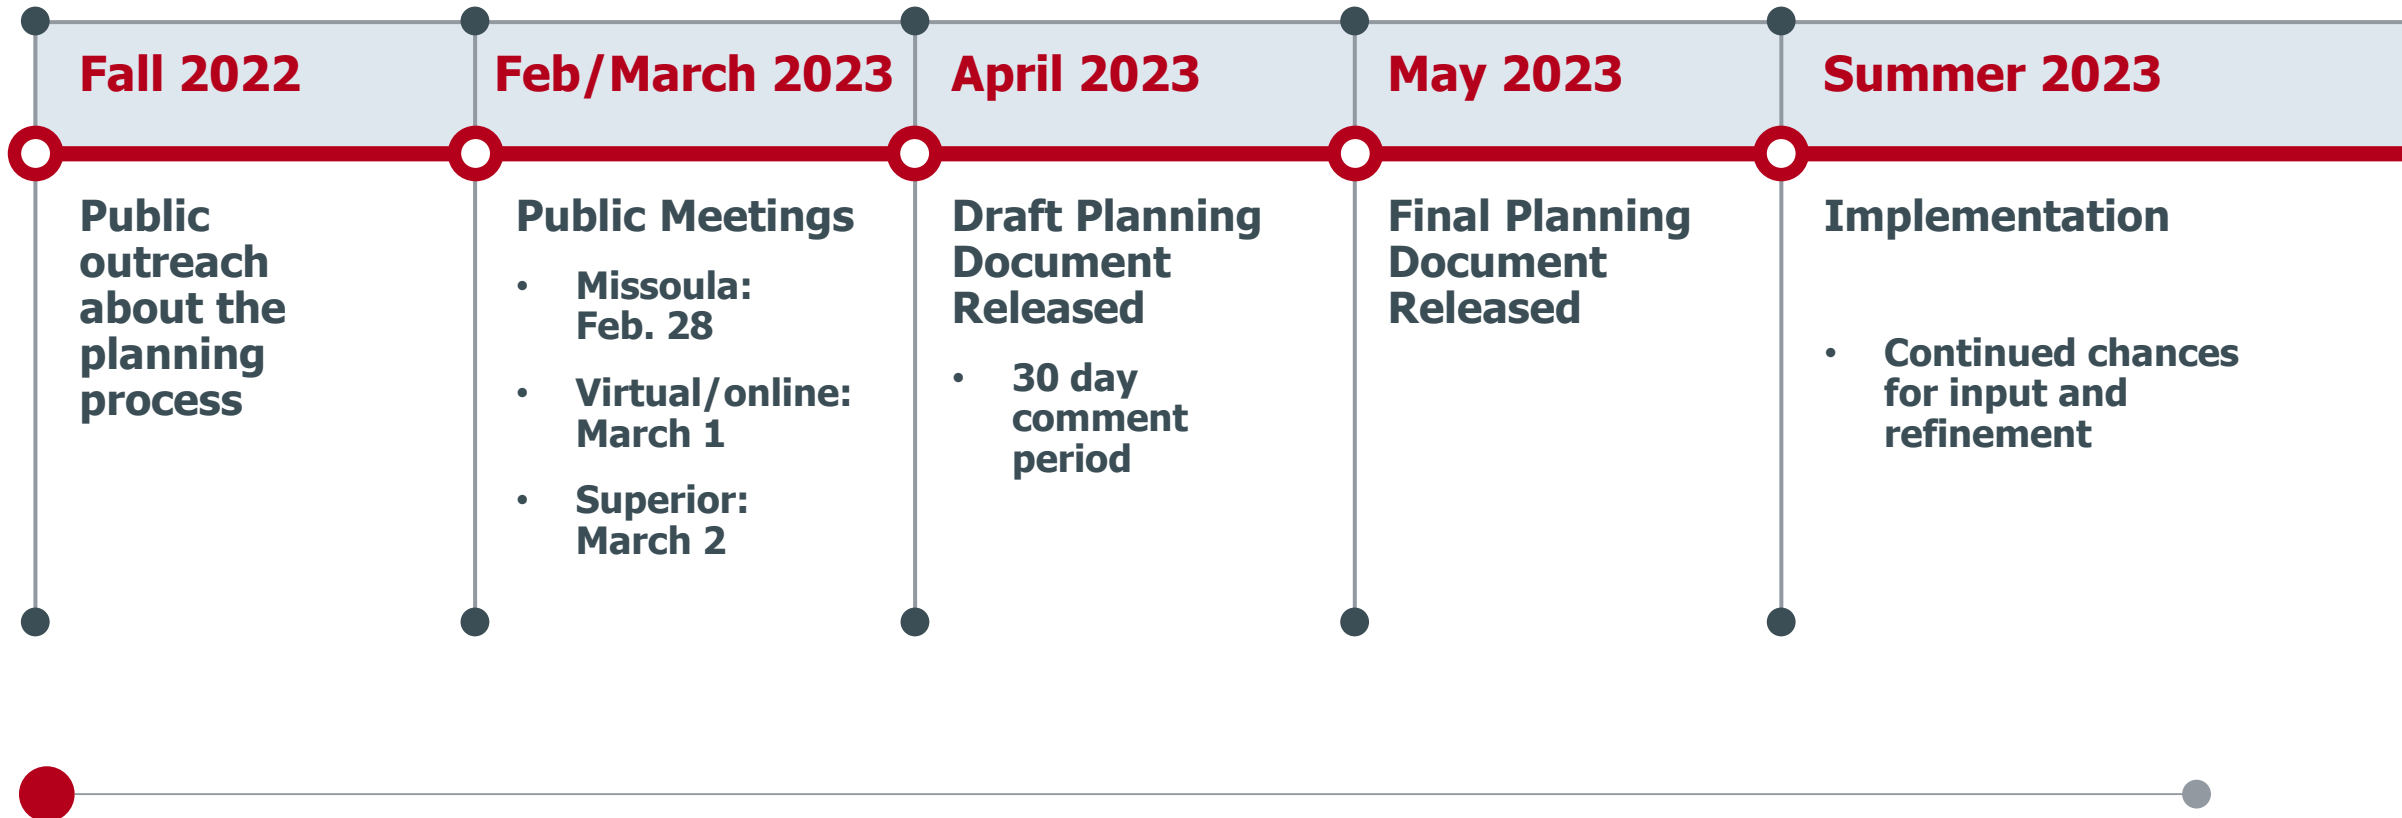 Fall 2022
Public
outreach
about the
planning
process
Feb/March 2023
Public Meetings
• Missoula:
Feb. 28
• Virtual/online:
March 1
• Superior:
March 2
April 2023
Draft Planning
Document
Released
• 30 day
comment
period
May 2023
Final Planning
Document
Released
Summer 2023
Implementation
• Continued chances
for input and
refinement